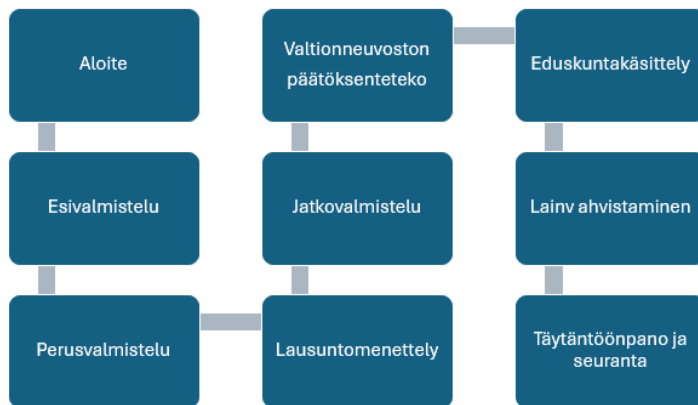 Aloite
Esivalmistelu
Perusvalmistelu
Lausuntomenettely
Jatkovalmistelu
Valtionneuvoston
päätöksenteteko
Eduskuntakäsittely
Lainv ahvistaminen
Täytäntöönpano ja
seuranta